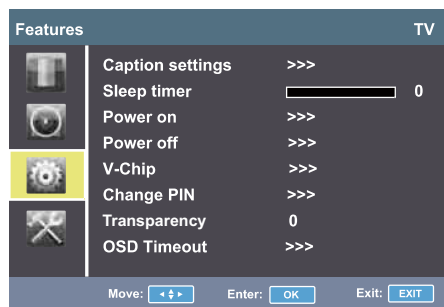 Features TV
Caption settings >>>
Sleep timer 0
Power on >>>
Power off >>>
V-Chip >>>
Change PIN >>>
Transparency 0
OSD Timeout >>>
Move: Enter: OK Exit: EXIT